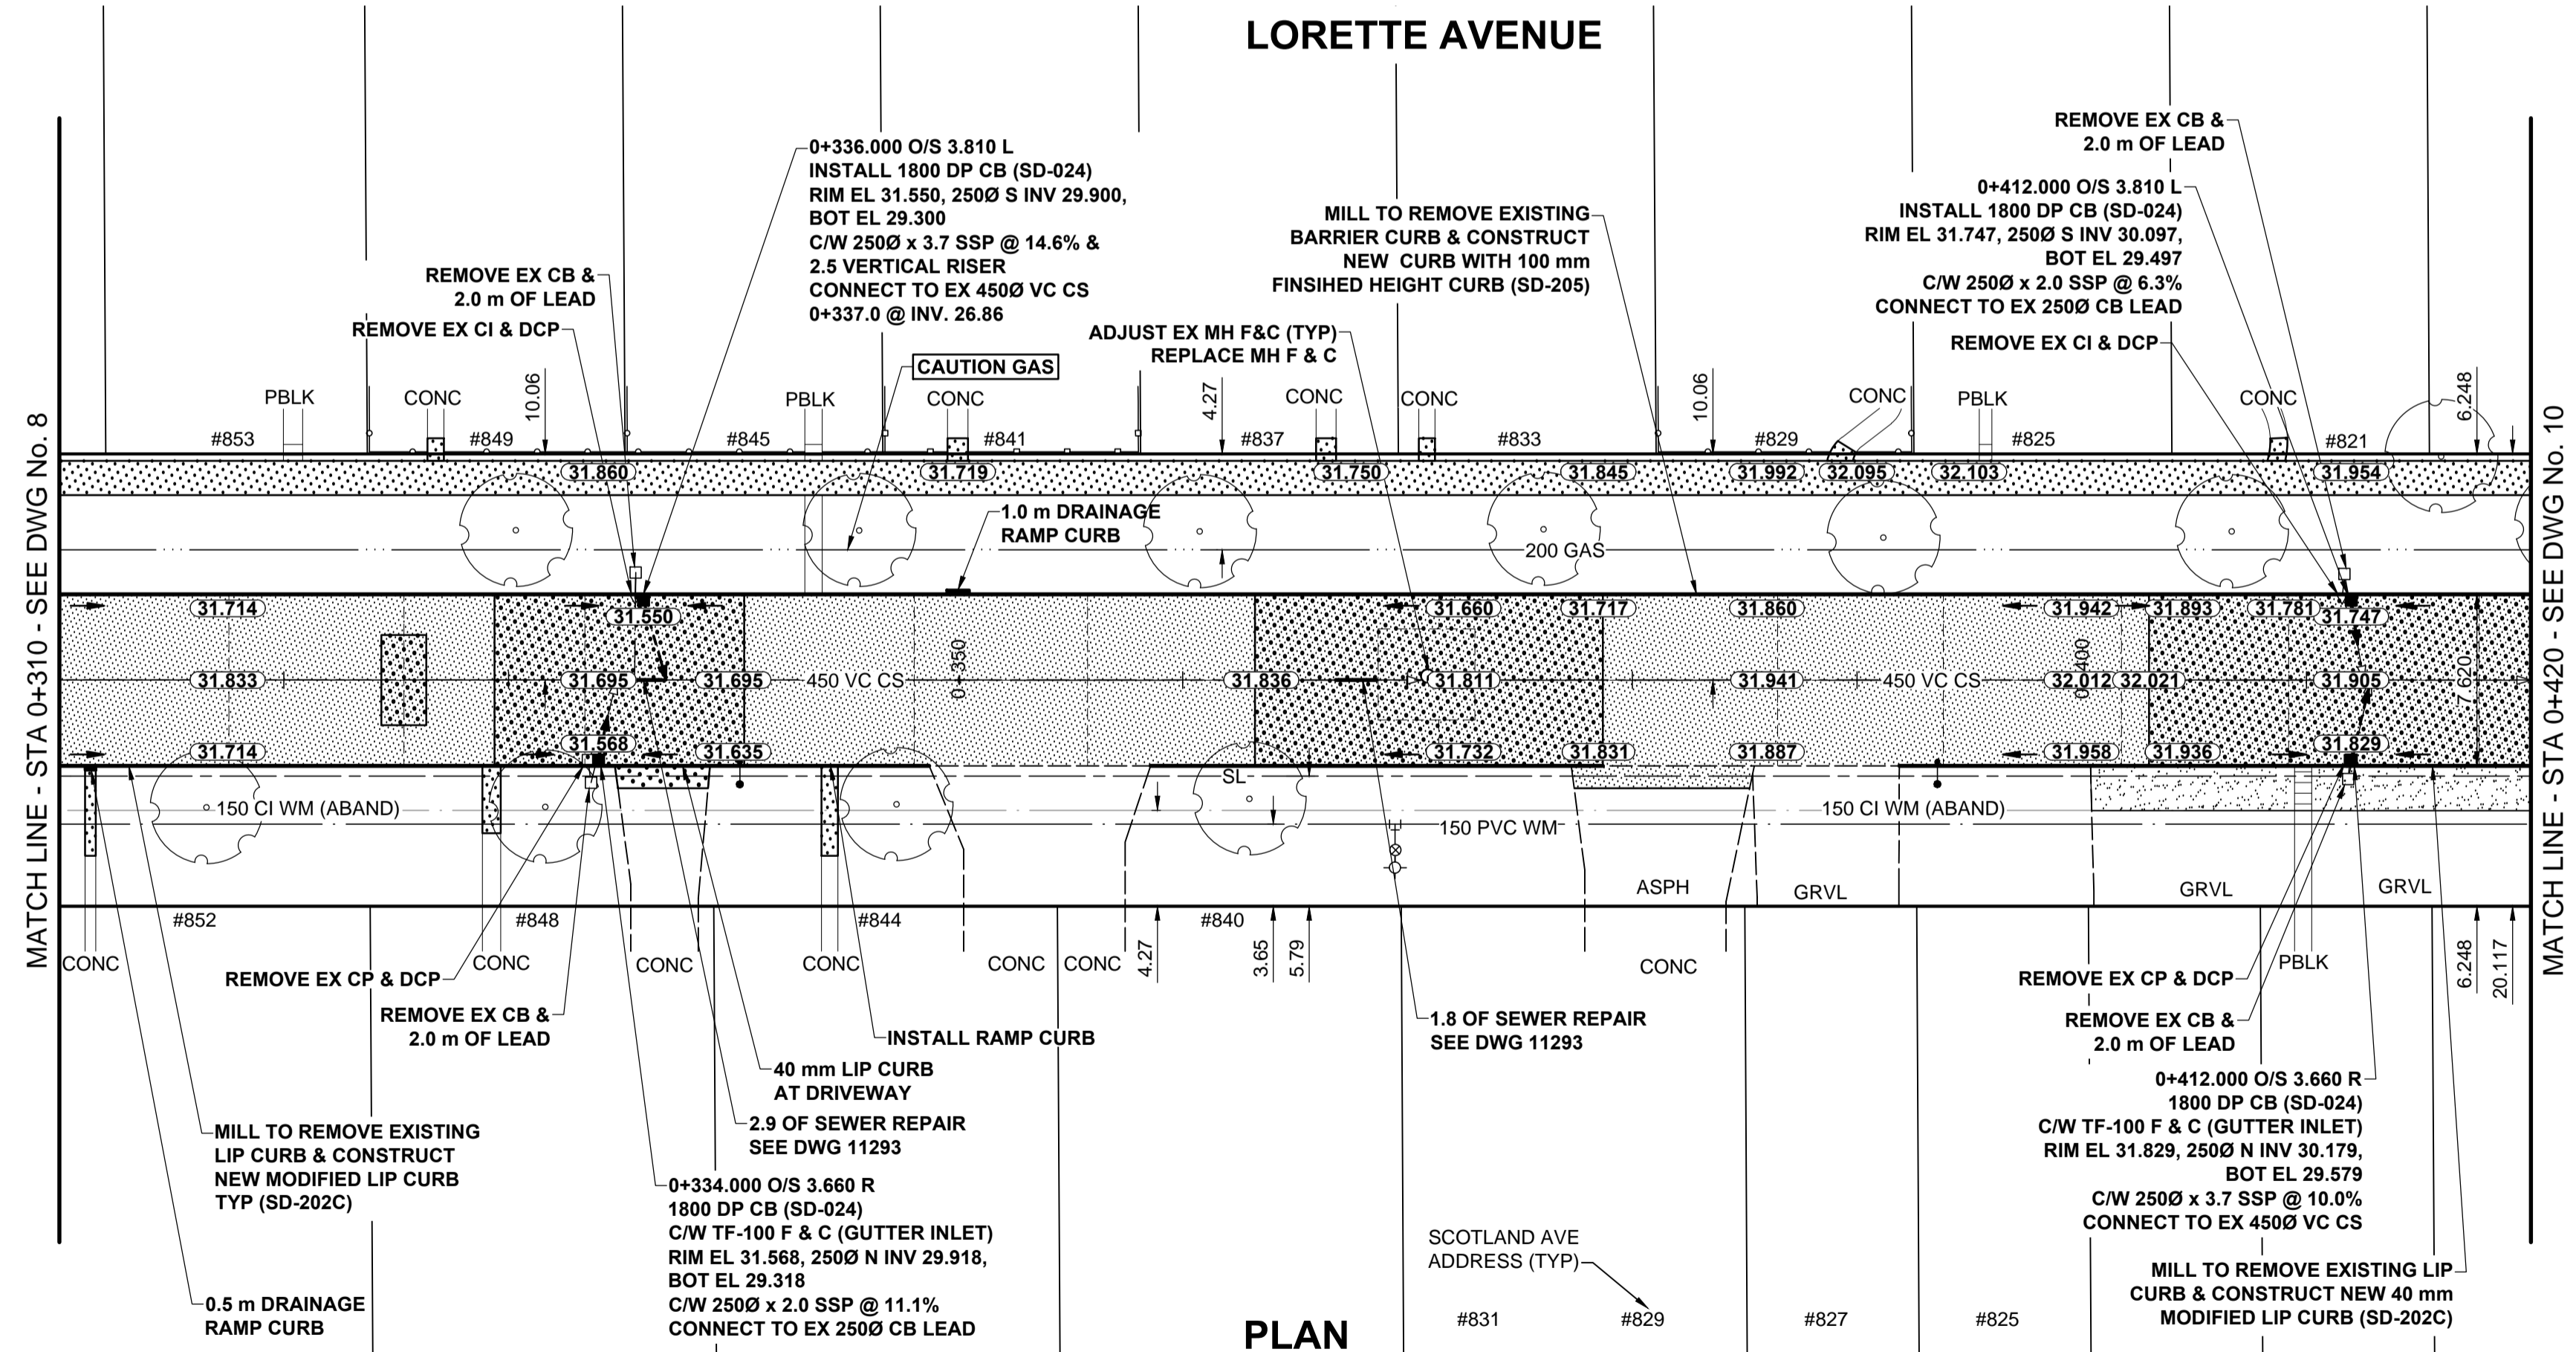 LORETTE AVENUE
0+336.000 O/S 3.810 L
INSTALL 1800 DP CB (SD-024)
RIM EL 31.550, 250Ø S INV 29.900,
BOT EL 29.300
C/W 250Ø x 3.7 SSP @ 14.6% &
2.5 VERTICAL RISER
CONNECT TO EX 450Ø VC CS
0+337.0 @ INV. 26.86
REMOVE EX CB &
2.0 m OF LEAD
REMOVE EX CI & DCP
CAUTION GAS
MILL TO REMOVE EXISTING
BARRIER CURB & CONSTRUCT
NEW CURB WITH 100 mm
FINSIHED HEIGHT CURB (SD-205)
ADJUST EX MH F&C (TYP)
REPLACE MH F & C
REMOVE EX CB &
2.0 m OF LEAD
0+412.000 O/S 3.810 L
INSTALL 1800 DP CB (SD-024)
RIM EL 31.747, 250Ø S INV 30.097,
BOT EL 29.497
C/W 250Ø x 2.0 SSP @ 6.3%
CONNECT TO EX 250Ø CB LEAD
REMOVE EX CI & DCP
PBLK
CONC
10.06
PBLK
CONC
4.27
CONC
CONC
10.06
CONC
PBLK
CONC
6.248
#853
#849
#845
#841
#837
#833
#829
#825
#821
31.860
31.719
31.750
31.845
31.992
32.095
32.103
31.954
1.0 m DRAINAGE
RAMP CURB
200 GAS
MATCH LINE - STA 0+310 - SEE DWG No. 8
MATCH LINE - STA 0+420 - SEE DWG No. 10
31.714
31.550
31.660
31.717
31.860
31.942
31.893
31.781
31.747
31.833
31.695
31.695
450 VC CS
0+350
31.836
31.811
31.941
450 VC CS
32.012
0+400
32.021
31.905
7.620
31.714
31.568
31.635
31.732
31.831
31.887
31.958
31.936
31.829
SL
150 CI WM (ABAND)
150 PVC WM
150 CI WM (ABAND)
ASPH
GRVL
GRVL
GRVL
#852
#848
#844
#840
CONC
CONC
CONC
CONC
CONC
CONC
4.27
3.65
5.79
CONC
PBLK
6.248
20.117
REMOVE EX CP & DCP
REMOVE EX CB &
2.0 m OF LEAD
INSTALL RAMP CURB
40 mm LIP CURB
AT DRIVEWAY
2.9 OF SEWER REPAIR
SEE DWG 11293
1.8 OF SEWER REPAIR
SEE DWG 11293
REMOVE EX CP & DCP
REMOVE EX CB &
2.0 m OF LEAD
0+412.000 O/S 3.660 R
1800 DP CB (SD-024)
C/W TF-100 F & C (GUTTER INLET)
RIM EL 31.829, 250Ø N INV 30.179,
BOT EL 29.579
C/W 250Ø x 3.7 SSP @ 10.0%
CONNECT TO EX 450Ø VC CS
MILL TO REMOVE EXISTING
LIP CURB & CONSTRUCT
NEW MODIFIED LIP CURB
TYP (SD-202C)
0+334.000 O/S 3.660 R
1800 DP CB (SD-024)
C/W TF-100 F & C (GUTTER INLET)
RIM EL 31.568, 250Ø N INV 29.918,
BOT EL 29.318
C/W 250Ø x 2.0 SSP @ 11.1%
CONNECT TO EX 250Ø CB LEAD
0.5 m DRAINAGE
RAMP CURB
SCOTLAND AVE
ADDRESS (TYP)
#831
#829
#827
#825
MILL TO REMOVE EXISTING LIP
CURB & CONSTRUCT NEW 40 mm
MODIFIED LIP CURB (SD-202C)
PLAN